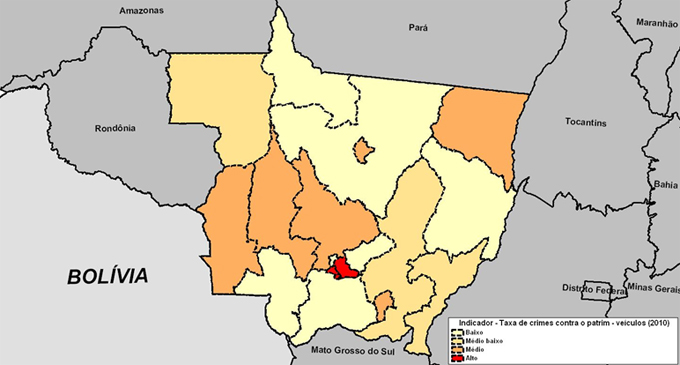 Amazonas
Pará
Maranhão
Rondônia
Tocantins
Bahia
BOLÍVIA
Distrito Federal
Minas Gerais
Mato Grosso do Sul
Indicador - Taxa de crimes contra o patrim - veiculos (2010)
Baixo
Médio baixo
Médio
Alto